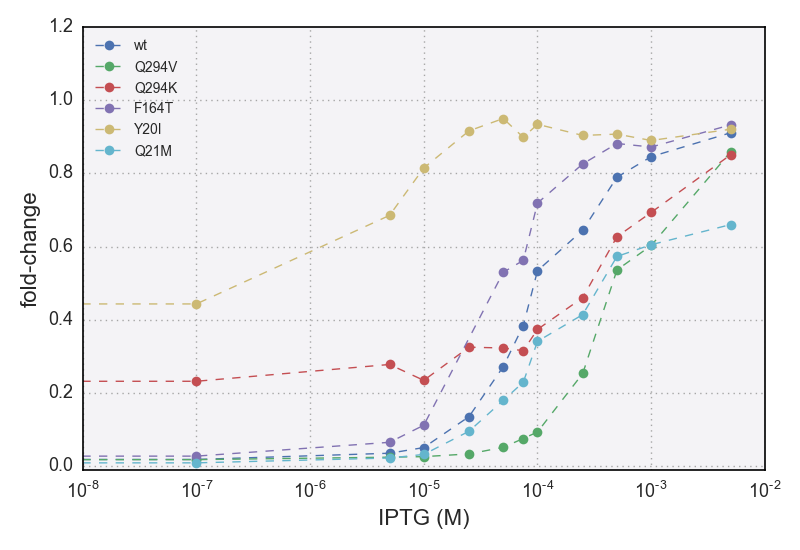 1.2
1.0
0.8
0.6
0.4
0.2
0.0
fold-change
wt
Q294V
Q294K
F164T
Y20I
Q21M
10^-8 10^-7 10^-6 10^-5 10^-4 10^-3 10^-2
IPTG (M)